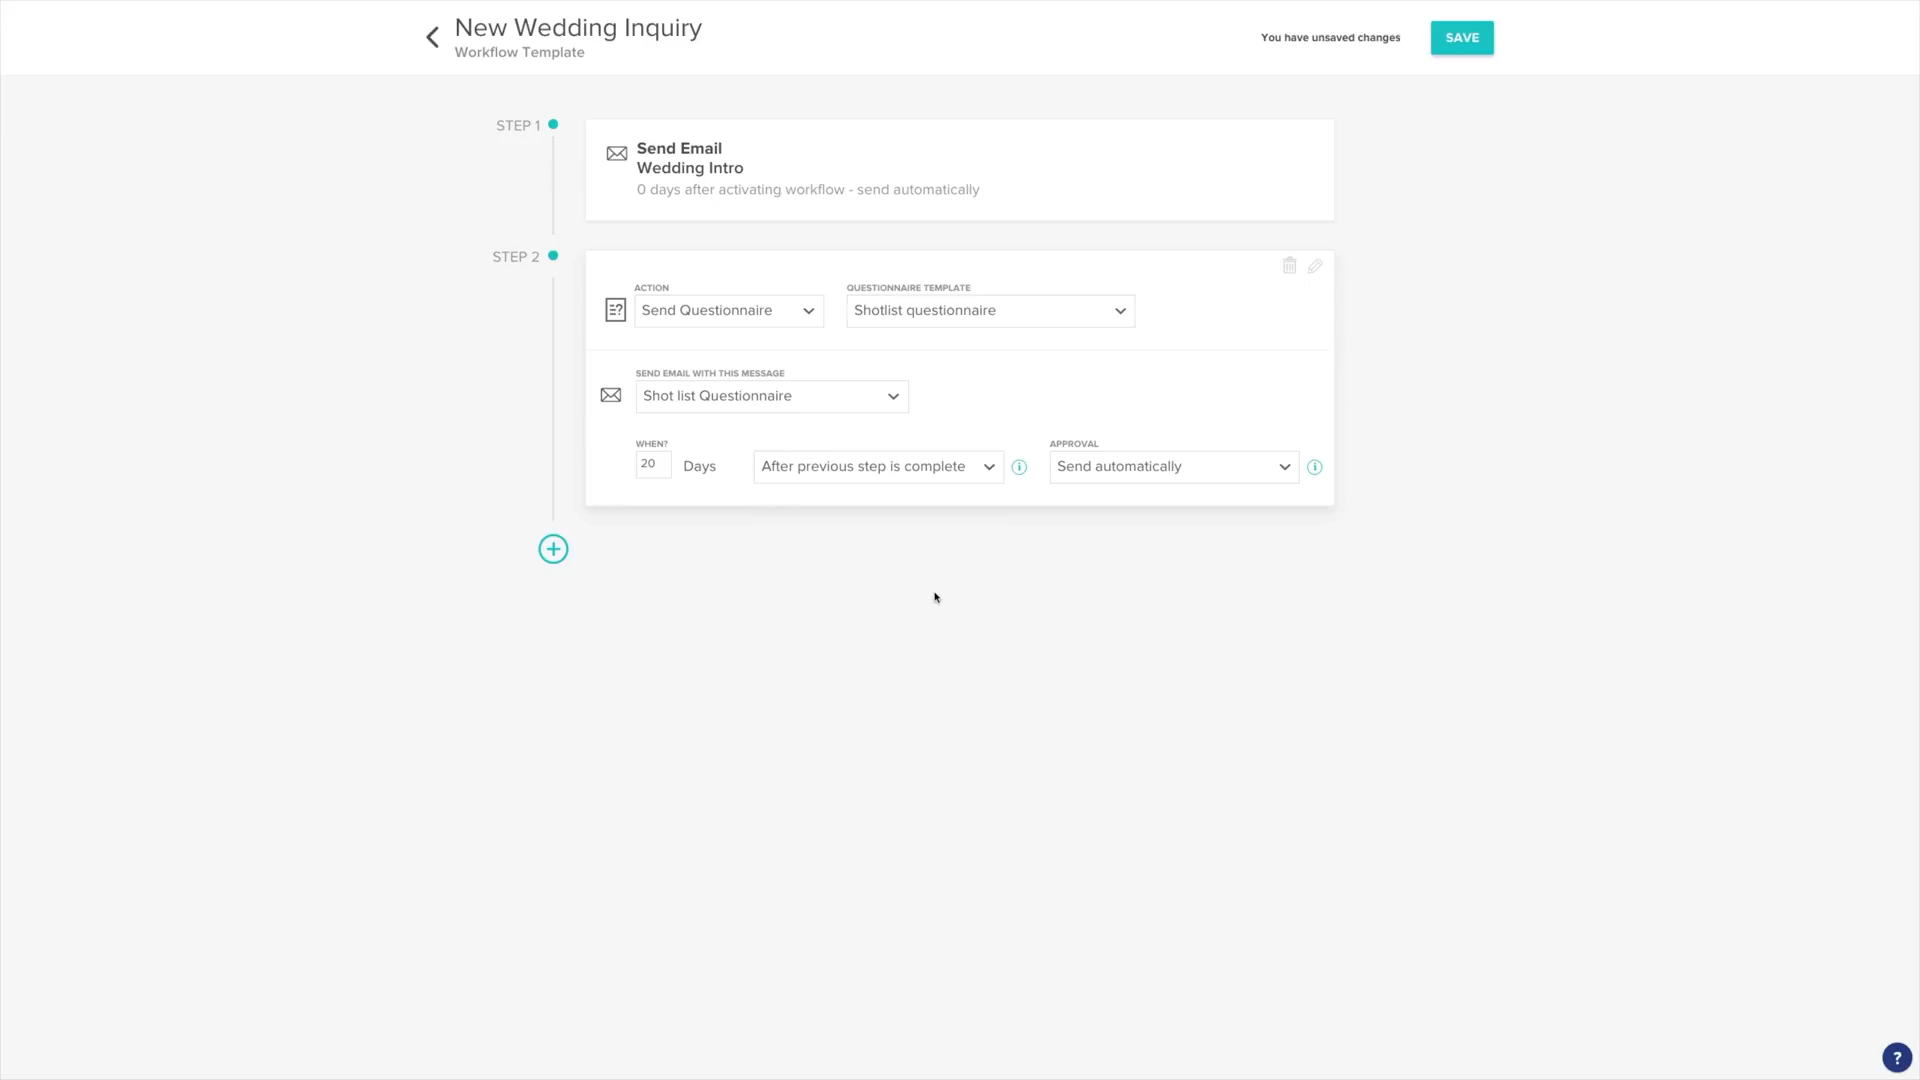 New Wedding Inquiry
Workflow Template
You have unsaved changes
SAVE
STEP 1
Send Email
Wedding Intro
0 days after activating workflow - send automatically
STEP 2
ACTION
Send Questionnaire
QUESTIONNAIRE TEMPLATE
Shotlist questionnaire
SEND EMAIL WITH THIS MESSAGE
Shot list Questionnaire
WHEN?
20
Days
After previous step is complete
APPROVAL
Send automatically
?